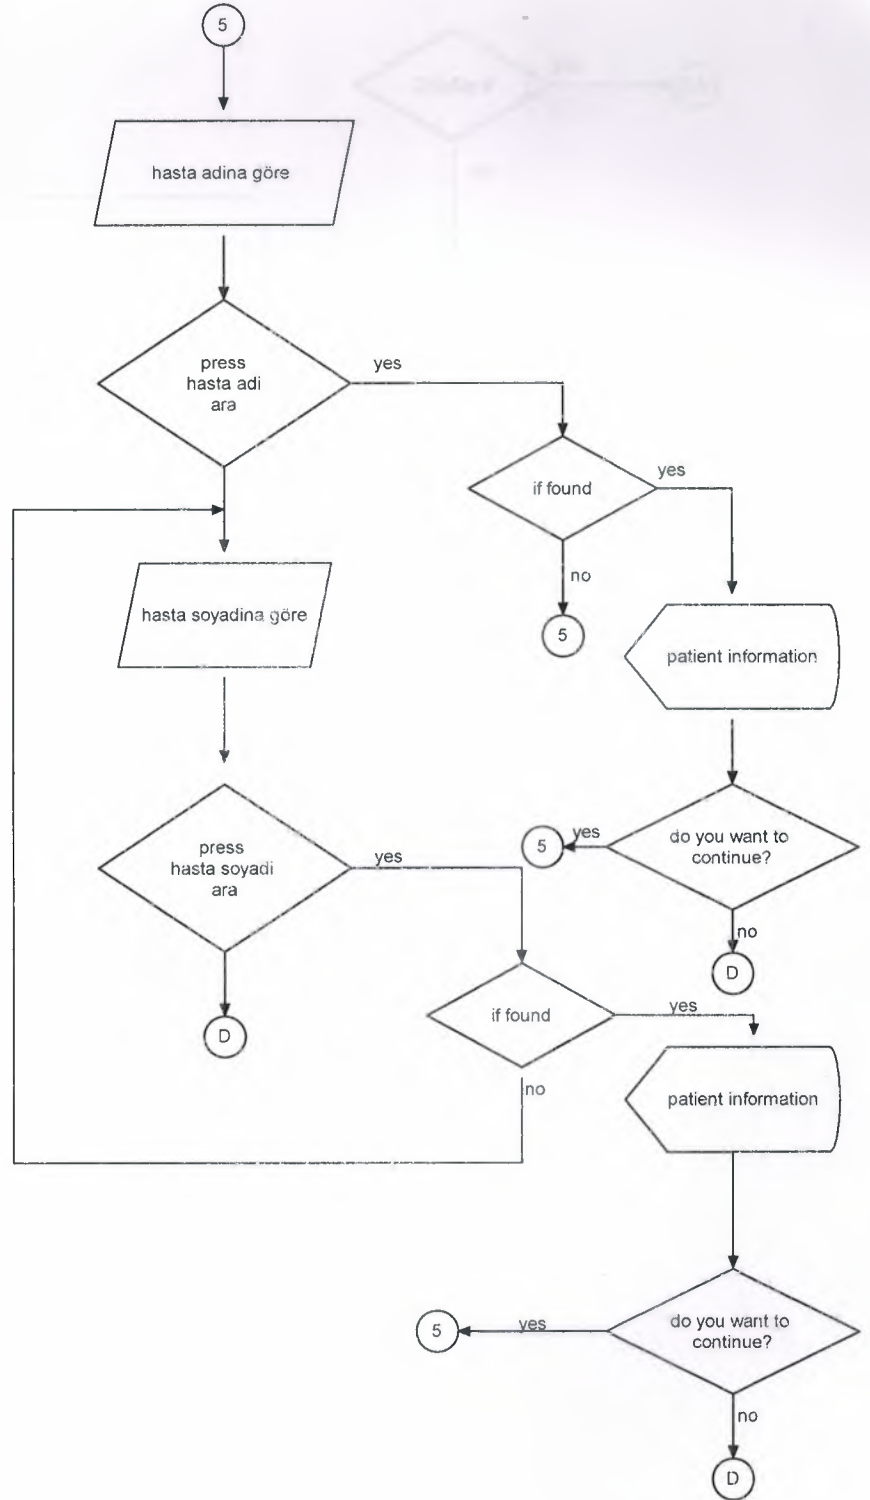 5
hasta adina göre
press
hasta adi
ara
yes
if found
yes
no
5
hasta soyadina göre
patient information
press
hasta soyadi
ara
yes
5
yes
do you want to
continue?
no
D
D
if found
yes
no
patient information
5
yes
do you want to
continue?
no
D